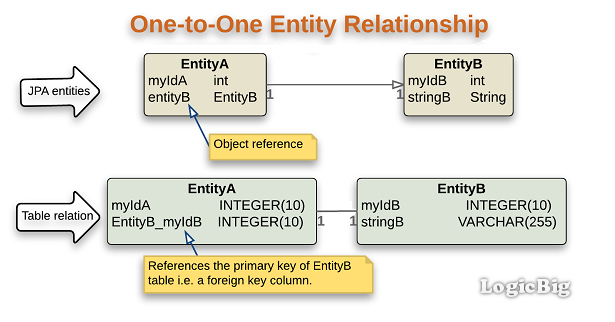 One-to-One Entity Relationship
JPA entities
EntityA
myIdA int
entityB EntityB
1
1
EntityB
myIdB int
stringB String
Object reference
Table relation
EntityA
myIdA INTEGER(10)
EntityB_myIdB INTEGER(10)
1
1
EntityB
myIdB INTEGER(10)
stringB VARCHAR(255)
References the primary key of EntityB
table i.e. a foreign key column.
LogicBig